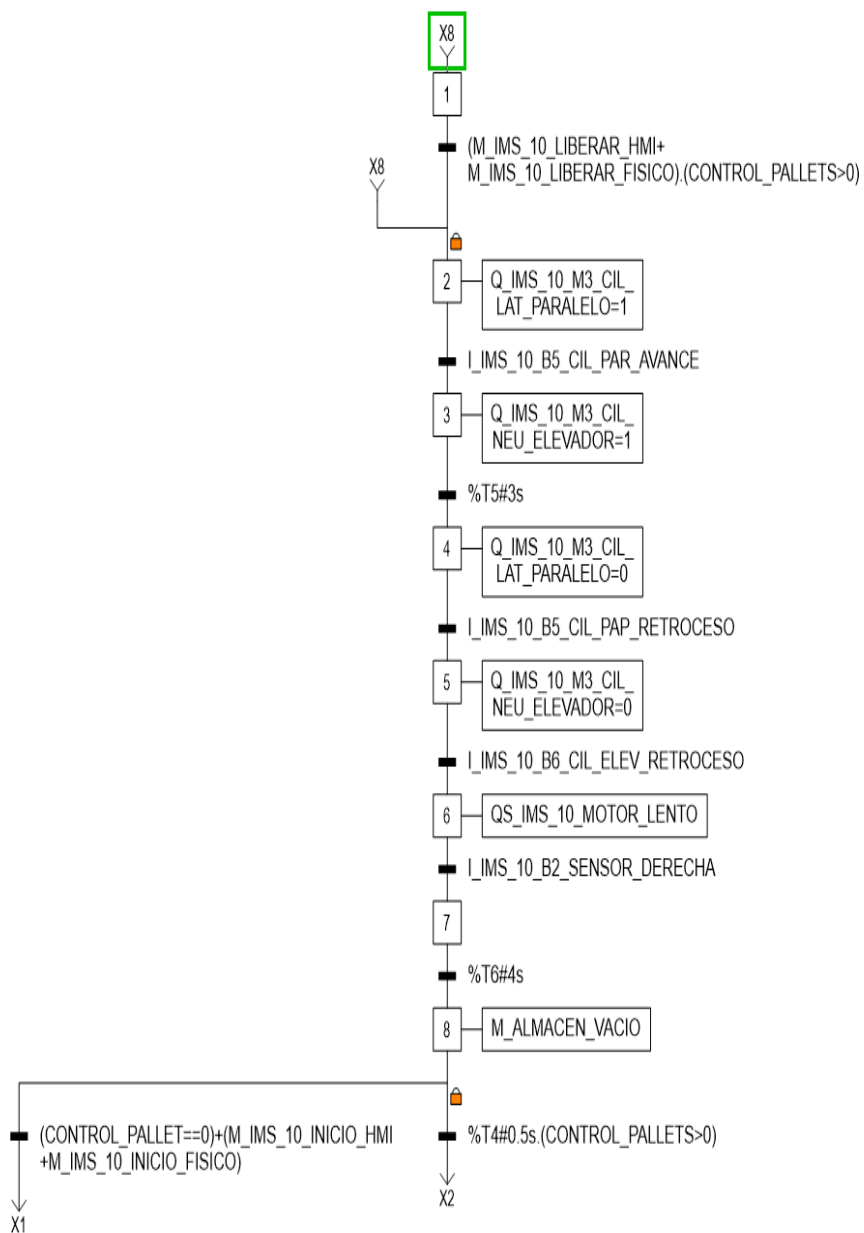 X8
1
(M_IMS_10_LIBERAR_HMI+
M_IMS_10_LIBERAR_FISICO).(CONTROL_PALLETS>0)
X8
2
Q_IMS_10_M3_CIL_
LAT_PARALELO=1
I_IMS_10_B5_CIL_PAR_AVANCE
3
Q_IMS_10_M3_CIL_
NEU_ELEVADOR=1
%T5#3s
4
Q_IMS_10_M3_CIL_
LAT_PARALELO=0
I_IMS_10_B5_CIL_PAP_RETROCESO
5
Q_IMS_10_M3_CIL_
NEU_ELEVADOR=0
I_IMS_10_B6_CIL_ELEV_RETROCESO
6
QS_IMS_10_MOTOR_LENTO
I_IMS_10_B2_SENSOR_DERECHA
7
%T6#4s
8
M_ALMACEN_VACIO
(CONTROL_PALLET==0)+(M_IMS_10_INICIO_HMI
+M_IMS_10_INICIO_FISICO)
%T4#0.5s.(CONTROL_PALLETS>0)
X2
X1